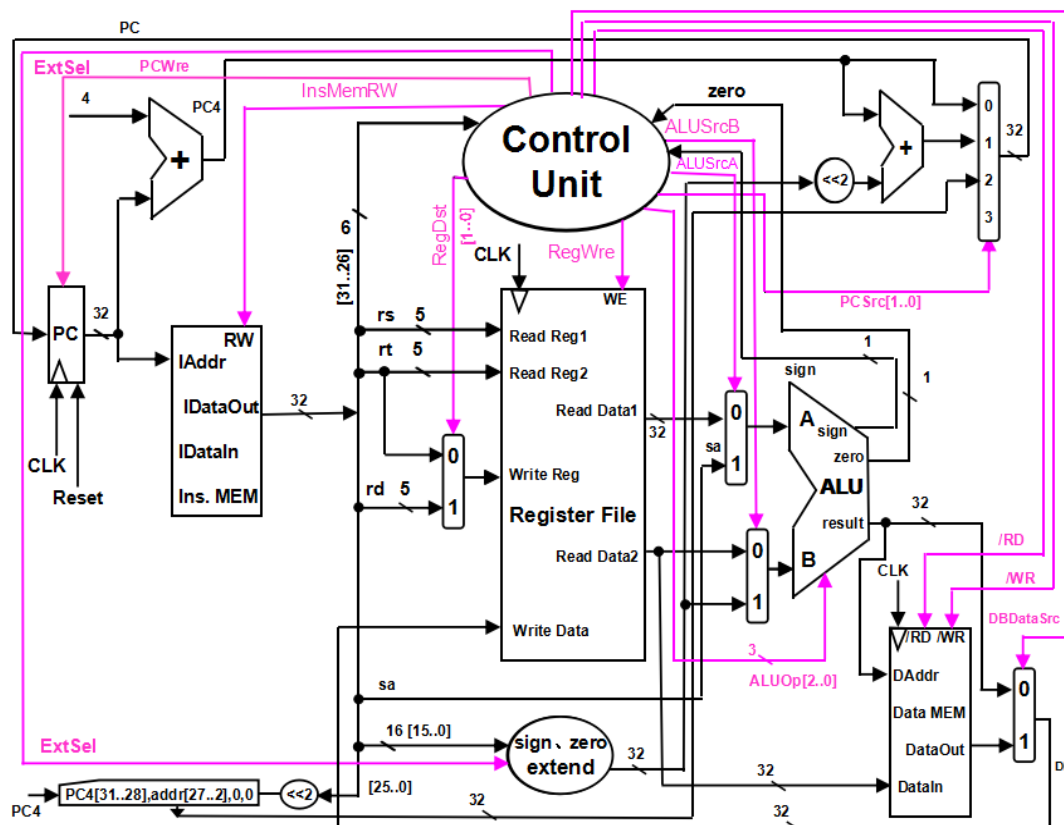 PC
ExtSel
PCWre
InsMemRW
4
PC4
+
zero
ALUSrcB
ALUSrcA
Control
Unit
RegDst
[1..0]
6
[31..26]
CLK
RegWre
<<2
+
0
1
2
3
32
PCSrc[1..0]
PC
32
CLK
Reset
RW
IAddr
IDataOut
IDataIn
Ins. MEM
32
rs
5
rt
5
rd
5
0
1
WE
Read Reg1
Read Reg2
Read Data1
Write Reg
Register File
Read Data2
Write Data
32
sa
0
1
0
1
1
sign
1
A
sign
zero
ALU
result
B
32
3
ALUOp[2..0]
/RD
/WR
CLK
DBDataSrc
/RD /WR
DAddr
Data MEM
DataOut
DataIn
0
1
sa
16 [15..0]
ExtSel
sign、zero
extend
32
32
[25..0]
<<2
PC4[31..28],addr[27..2],0,0
PC4
32
32
D